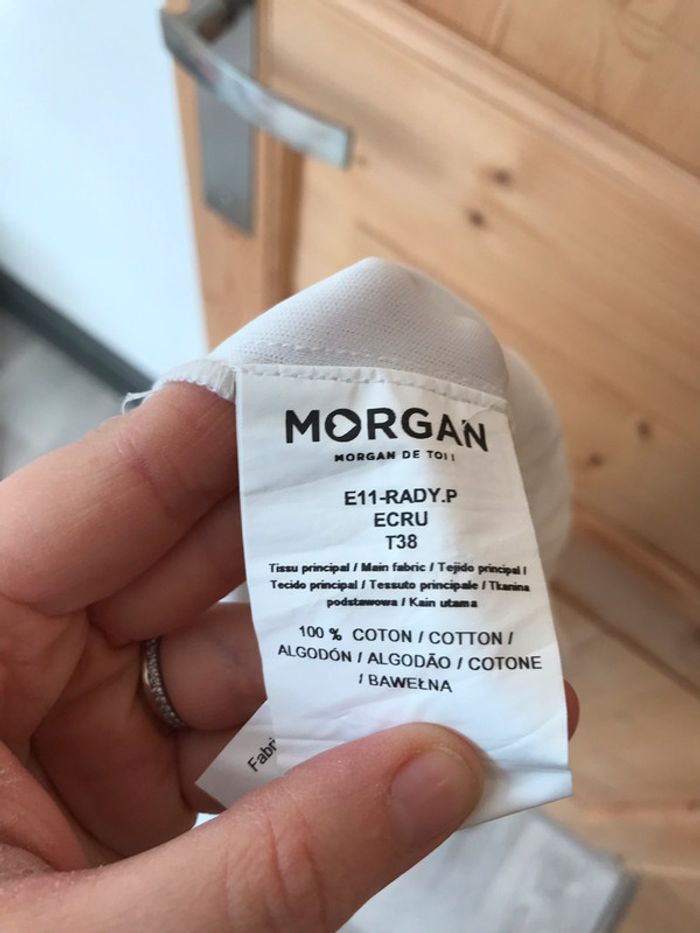 MORGAN
MORGAN DE TOI !
E11-RADY.P
ECRU
T38
Tissu principal / Main fabric / Tejido principal /
Tecido principal / Tessuto principale / Tkanina
podstawowa / Kain utama
100 % COTON / COTTON /
ALGODÓN / ALGODÃO / COTONE
/ BAWEŁNA